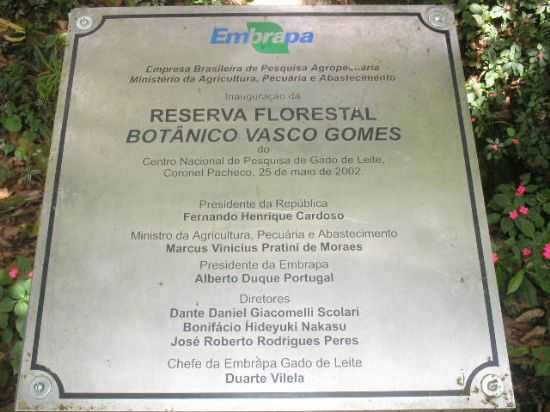 Embrapa
Empresa Brasileira de Pesquisa Agropecuária
Ministério da Agricultura, Pecuária e Abastecimento
Inauguração da
RESERVA FLORESTAL
BOTÂNICO VASCO GOMES
do
Centro Nacional de Pesquisa de Gado de Leite,
Coronel Pacheco, 25 de maio de 2002
Presidente da República
Fernando Henrique Cardoso
Ministro da Agricultura, Pecuária e Abastecimento
Marcus Vinicius Pratini de Moraes
Presidente da Embrapa
Alberto Duque Portugal
Diretores
Dante Daniel Giacomelli Scolari
Bonifácio Hideyuki Nakasu
José Roberto Rodrigues Peres
Chefe da Embrapa Gado de Leite
Duarte Vilela